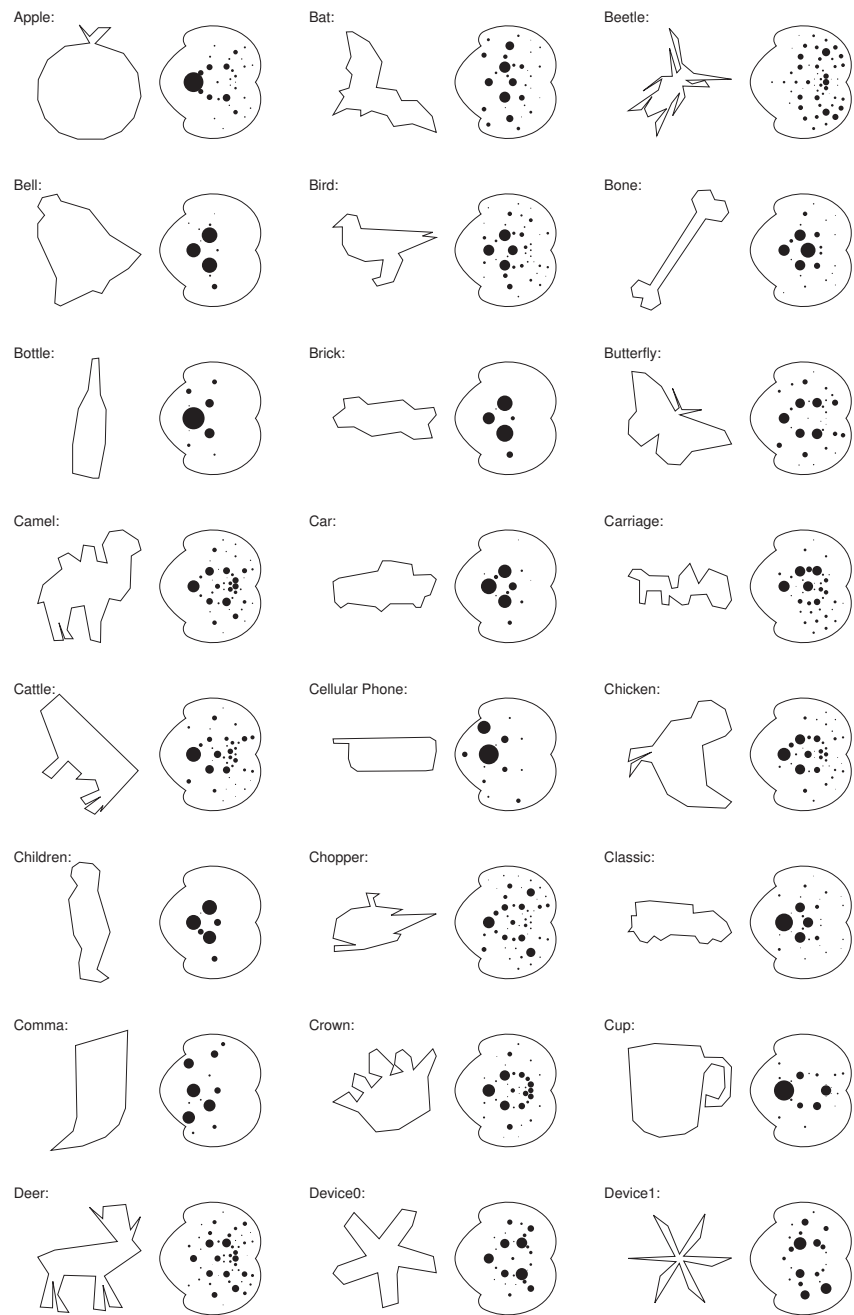 Apple: Bat: Beetle:
Bell: Bird: Bone:
Bottle: Brick: Butterfly:
Camel: Car: Carriage:
Cattle: Cellular Phone: Chicken:
Children: Chopper: Classic:
Comma: Crown: Cup:
Deer: Device0: Device1: